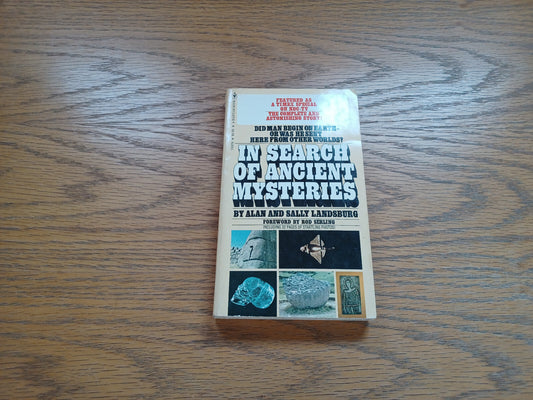 FEATURED AS
A TIMEX SPECIAL
ON NBC-TV
THE COMPLETE AND
ASTONISHING STORY!
DID MAN BEGIN ON EARTH–
OR WAS HE SENT
HERE FROM OTHER WORLDS?
IN SEARCH
OF ANCIENT
MYSTERIES
BY ALAN AND SALLY LANDSBURG
FOREWORD BY ROD SERLING
INCLUDING 32 PAGES OF STARTLING PHOTOS!